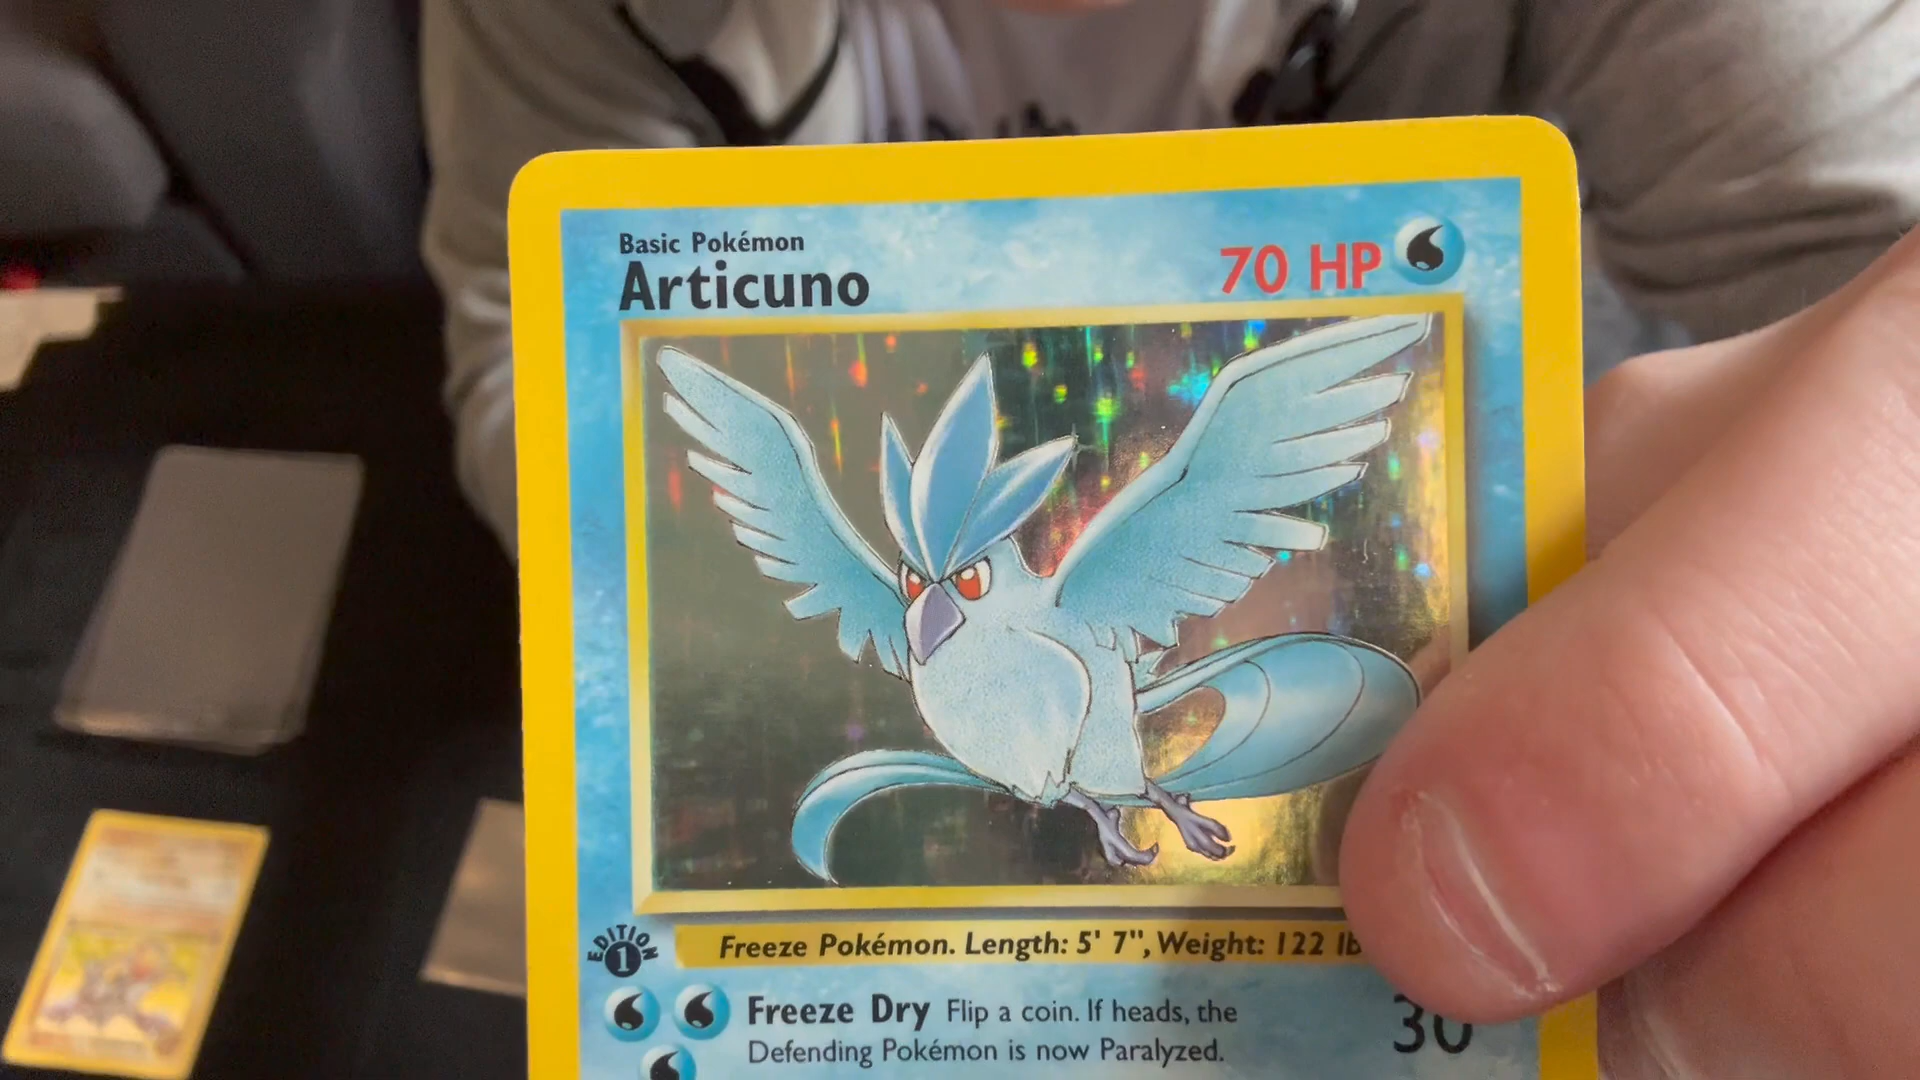 Basic Pokémon
Articuno
70 HP
EDITION
1
Freeze Pokémon. Length: 5' 7", Weight: 122 lb
Freeze Dry Flip a coin. If heads, the
Defending Pokémon is now Paralyzed.
30